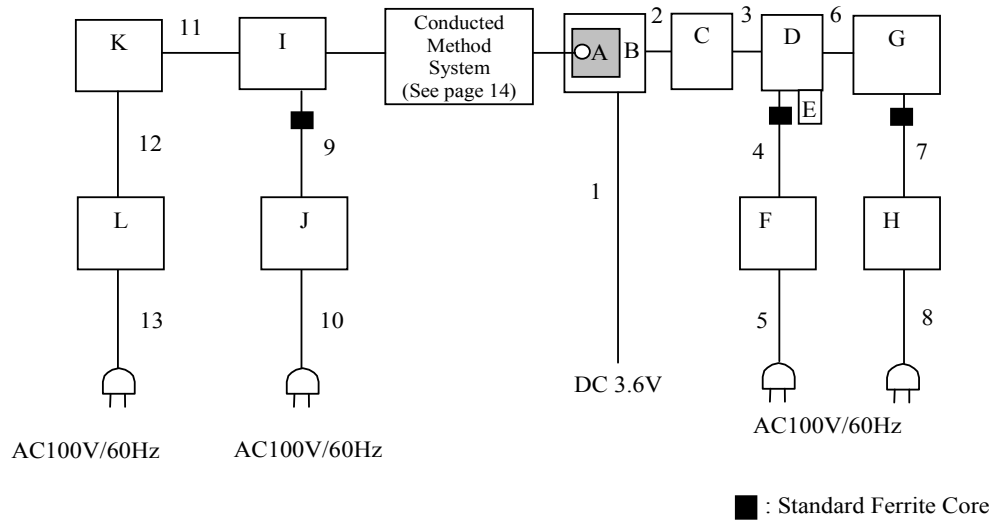 K
11
I
Conducted
Method
System
(See page 14)
A
B
2
C
3
D
6
G
E
12
9
1
4
7
L
J
F
H
13
10
5
8
DC 3.6V
AC100V/60Hz
AC100V/60Hz
AC100V/60Hz
: Standard Ferrite Core